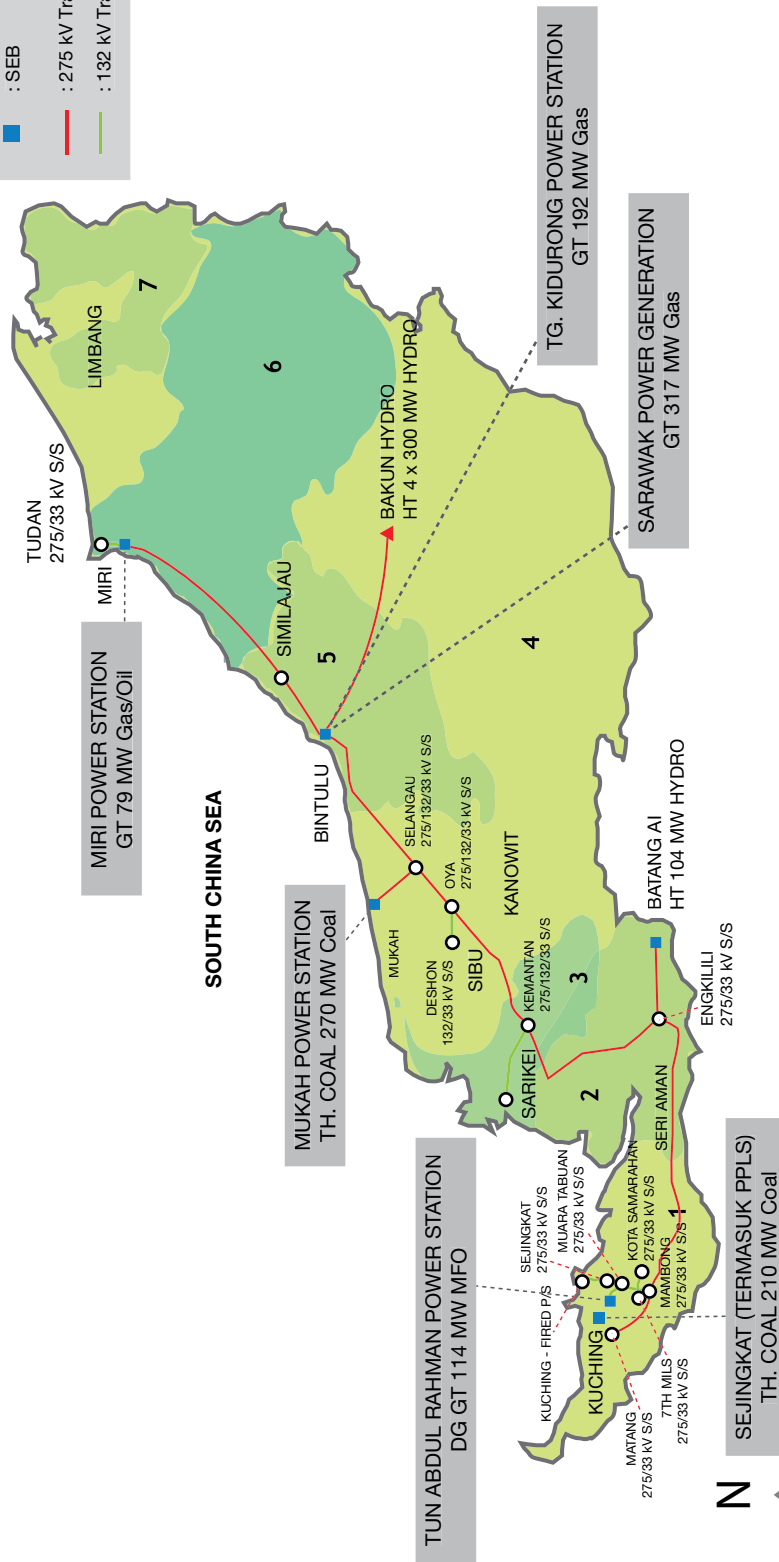 : SEB
: 275 kV Tra
: 132 kV Tra
TUDAN
275/33 kV S/S
MIRI
LIMBANG
7
6
MIRI POWER STATION
GT 79 MW Gas/Oil
SIMILAJAU
5
BAKUN HYDRO
HT 4 x 300 MW HYDRO
TG. KIDURONG POWER STATION
GT 192 MW Gas
SARAWAK POWER GENERATION
GT 317 MW Gas
4
SOUTH CHINA SEA
BINTULU
MUKAH POWER STATION
TH. COAL 270 MW Coal
MUKAH
SELANGAU
275/132/33 kV S/S
OYA
275/132/33 kV S/S
DESHON
132/33 kV S/S
SIBU
KANOWIT
KEMANTAN
275/132/33 S/S
SARIKEI
3
2
BATANG AI
HT 104 MW HYDRO
ENGKILILI
275/33 kV S/S
SERI AMAN
TUN ABDUL RAHMAN POWER STATION
DG GT 114 MW MFO
KUCHING - FIRED P/S
SEJINGKAT
275/33 kV S/S
MUARA TABUAN
275/33 kV S/S
KOTA SAMARAHAN
275/33 kV S/S
1
MAMBONG
275/33 kV S/S
KUCHING
MATANG
275/33 kV S/S
7TH MILS
275/33 kV S/S
SEJINGKAT (TERMASUK PPLS)
TH. COAL 210 MW Coal
N